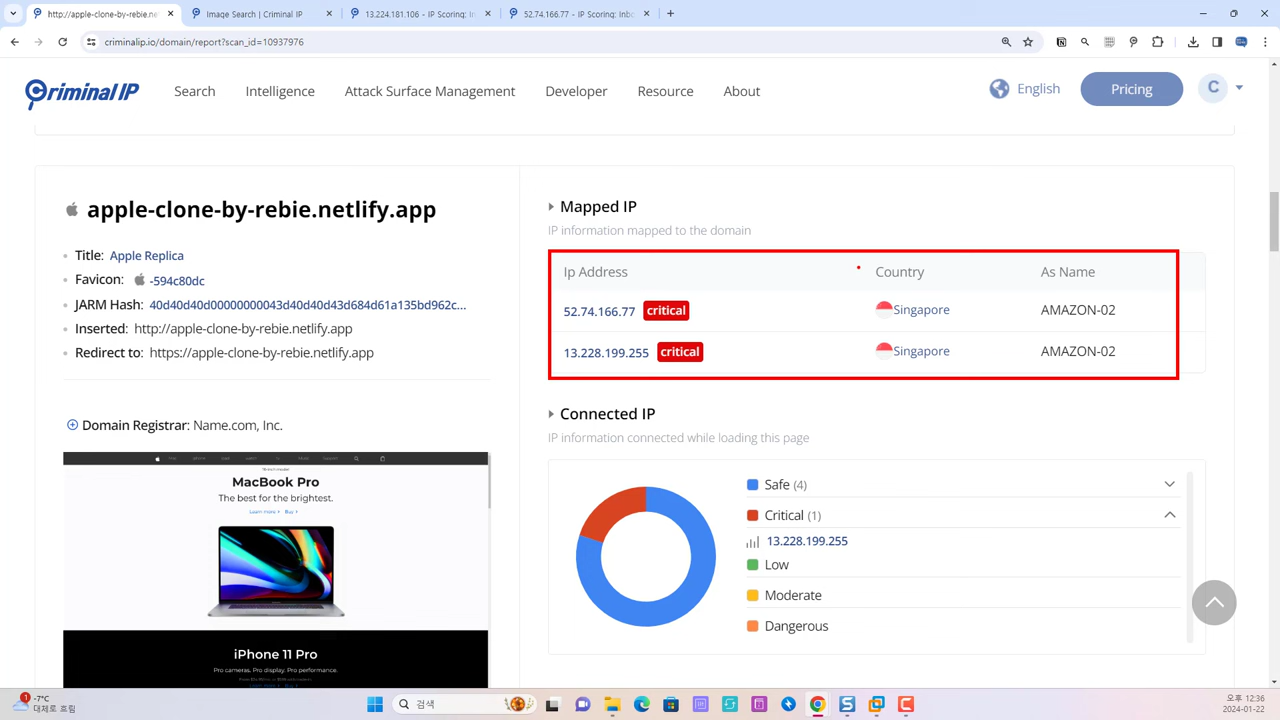 http://apple-clone-by-rebie.ne
Image Search - Criminal IP
13.224.181.106 - IP Scoring: In
52.74.166.77 - IP Scoring: Inbc
criminalip.io/domain/report?scan_id=10937976
Criminal IP
Search
Intelligence
Attack Surface Management
Developer
Resource
About
English
Pricing
C
apple-clone-by-rebie.netlify.app
Title: Apple Replica
Favicon: -594c80dc
JARM Hash: 40d40d40d00000000043d40d40d43d684d61a135bd962c...
Inserted: http://apple-clone-by-rebie.netlify.app
Redirect to: https://apple-clone-by-rebie.netlify.app
Domain Registrar: Name.com, Inc.
MacBook Pro
The best for the brightest.
Learn more > Buy >
iPhone 11 Pro
Pro cameras. Pro display. Pro performance.
Mapped IP
IP information mapped to the domain
Ip Address Country As Name
52.74.166.77 critical Singapore AMAZON-02
13.228.199.255 critical Singapore AMAZON-02
Connected IP
IP information connected while loading this page
Safe (4)
Critical (1)
13.228.199.255
Low
Moderate
Dangerous
대체로 흐림
검색
오후 12:36
2024-01-22